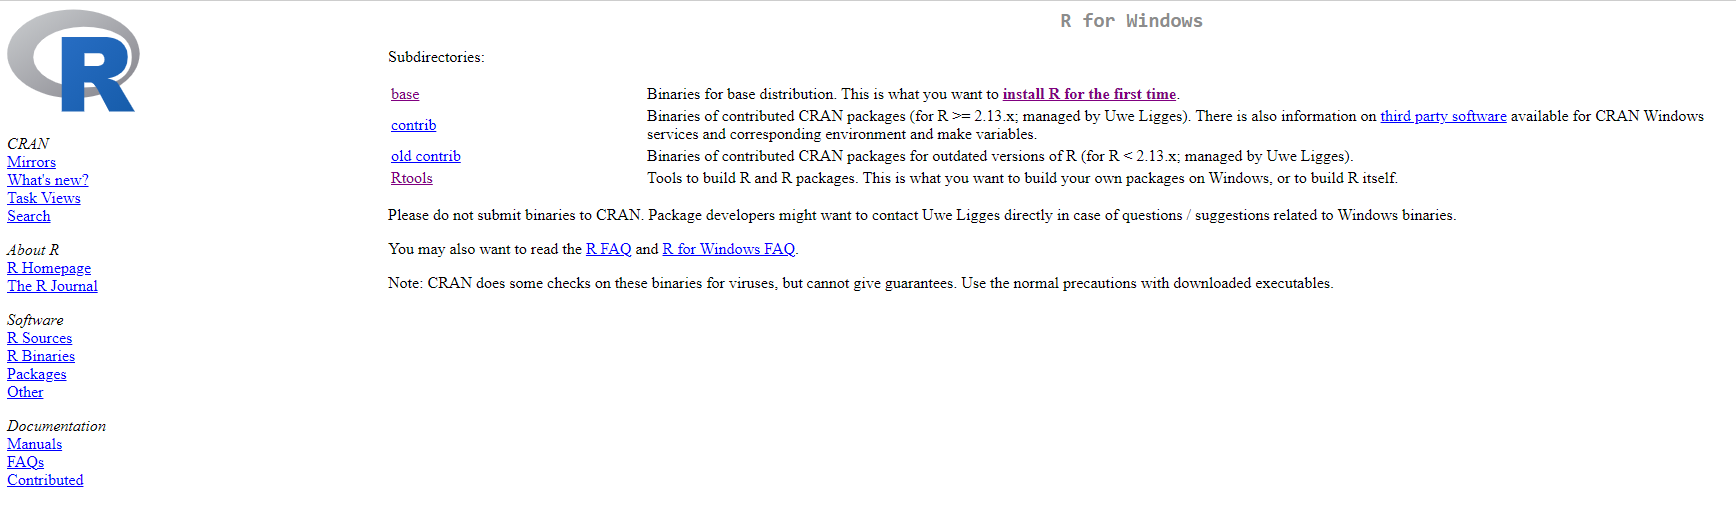 R
CRAN
Mirrors
What's new?
Task Views
Search
About R
R Homepage
The R Journal
Software
R Sources
R Binaries
Packages
Other
Documentation
Manuals
FAQs
Contributed
R for Windows
Subdirectories:
base Binaries for base distribution. This is what you want to install R for the first time.
contrib Binaries of contributed CRAN packages (for R >= 2.13.x; managed by Uwe Ligges). There is also information on third party software available for CRAN Windows
services and corresponding environment and make variables.
old contrib Binaries of contributed CRAN packages for outdated versions of R (for R < 2.13.x; managed by Uwe Ligges).
Rtools Tools to build R and R packages. This is what you want to build your own packages on Windows, or to build R itself.
Please do not submit binaries to CRAN. Package developers might want to contact Uwe Ligges directly in case of questions / suggestions related to Windows binaries.
You may also want to read the R FAQ and R for Windows FAQ.
Note: CRAN does some checks on these binaries for viruses, but cannot give guarantees. Use the normal precautions with downloaded executables.